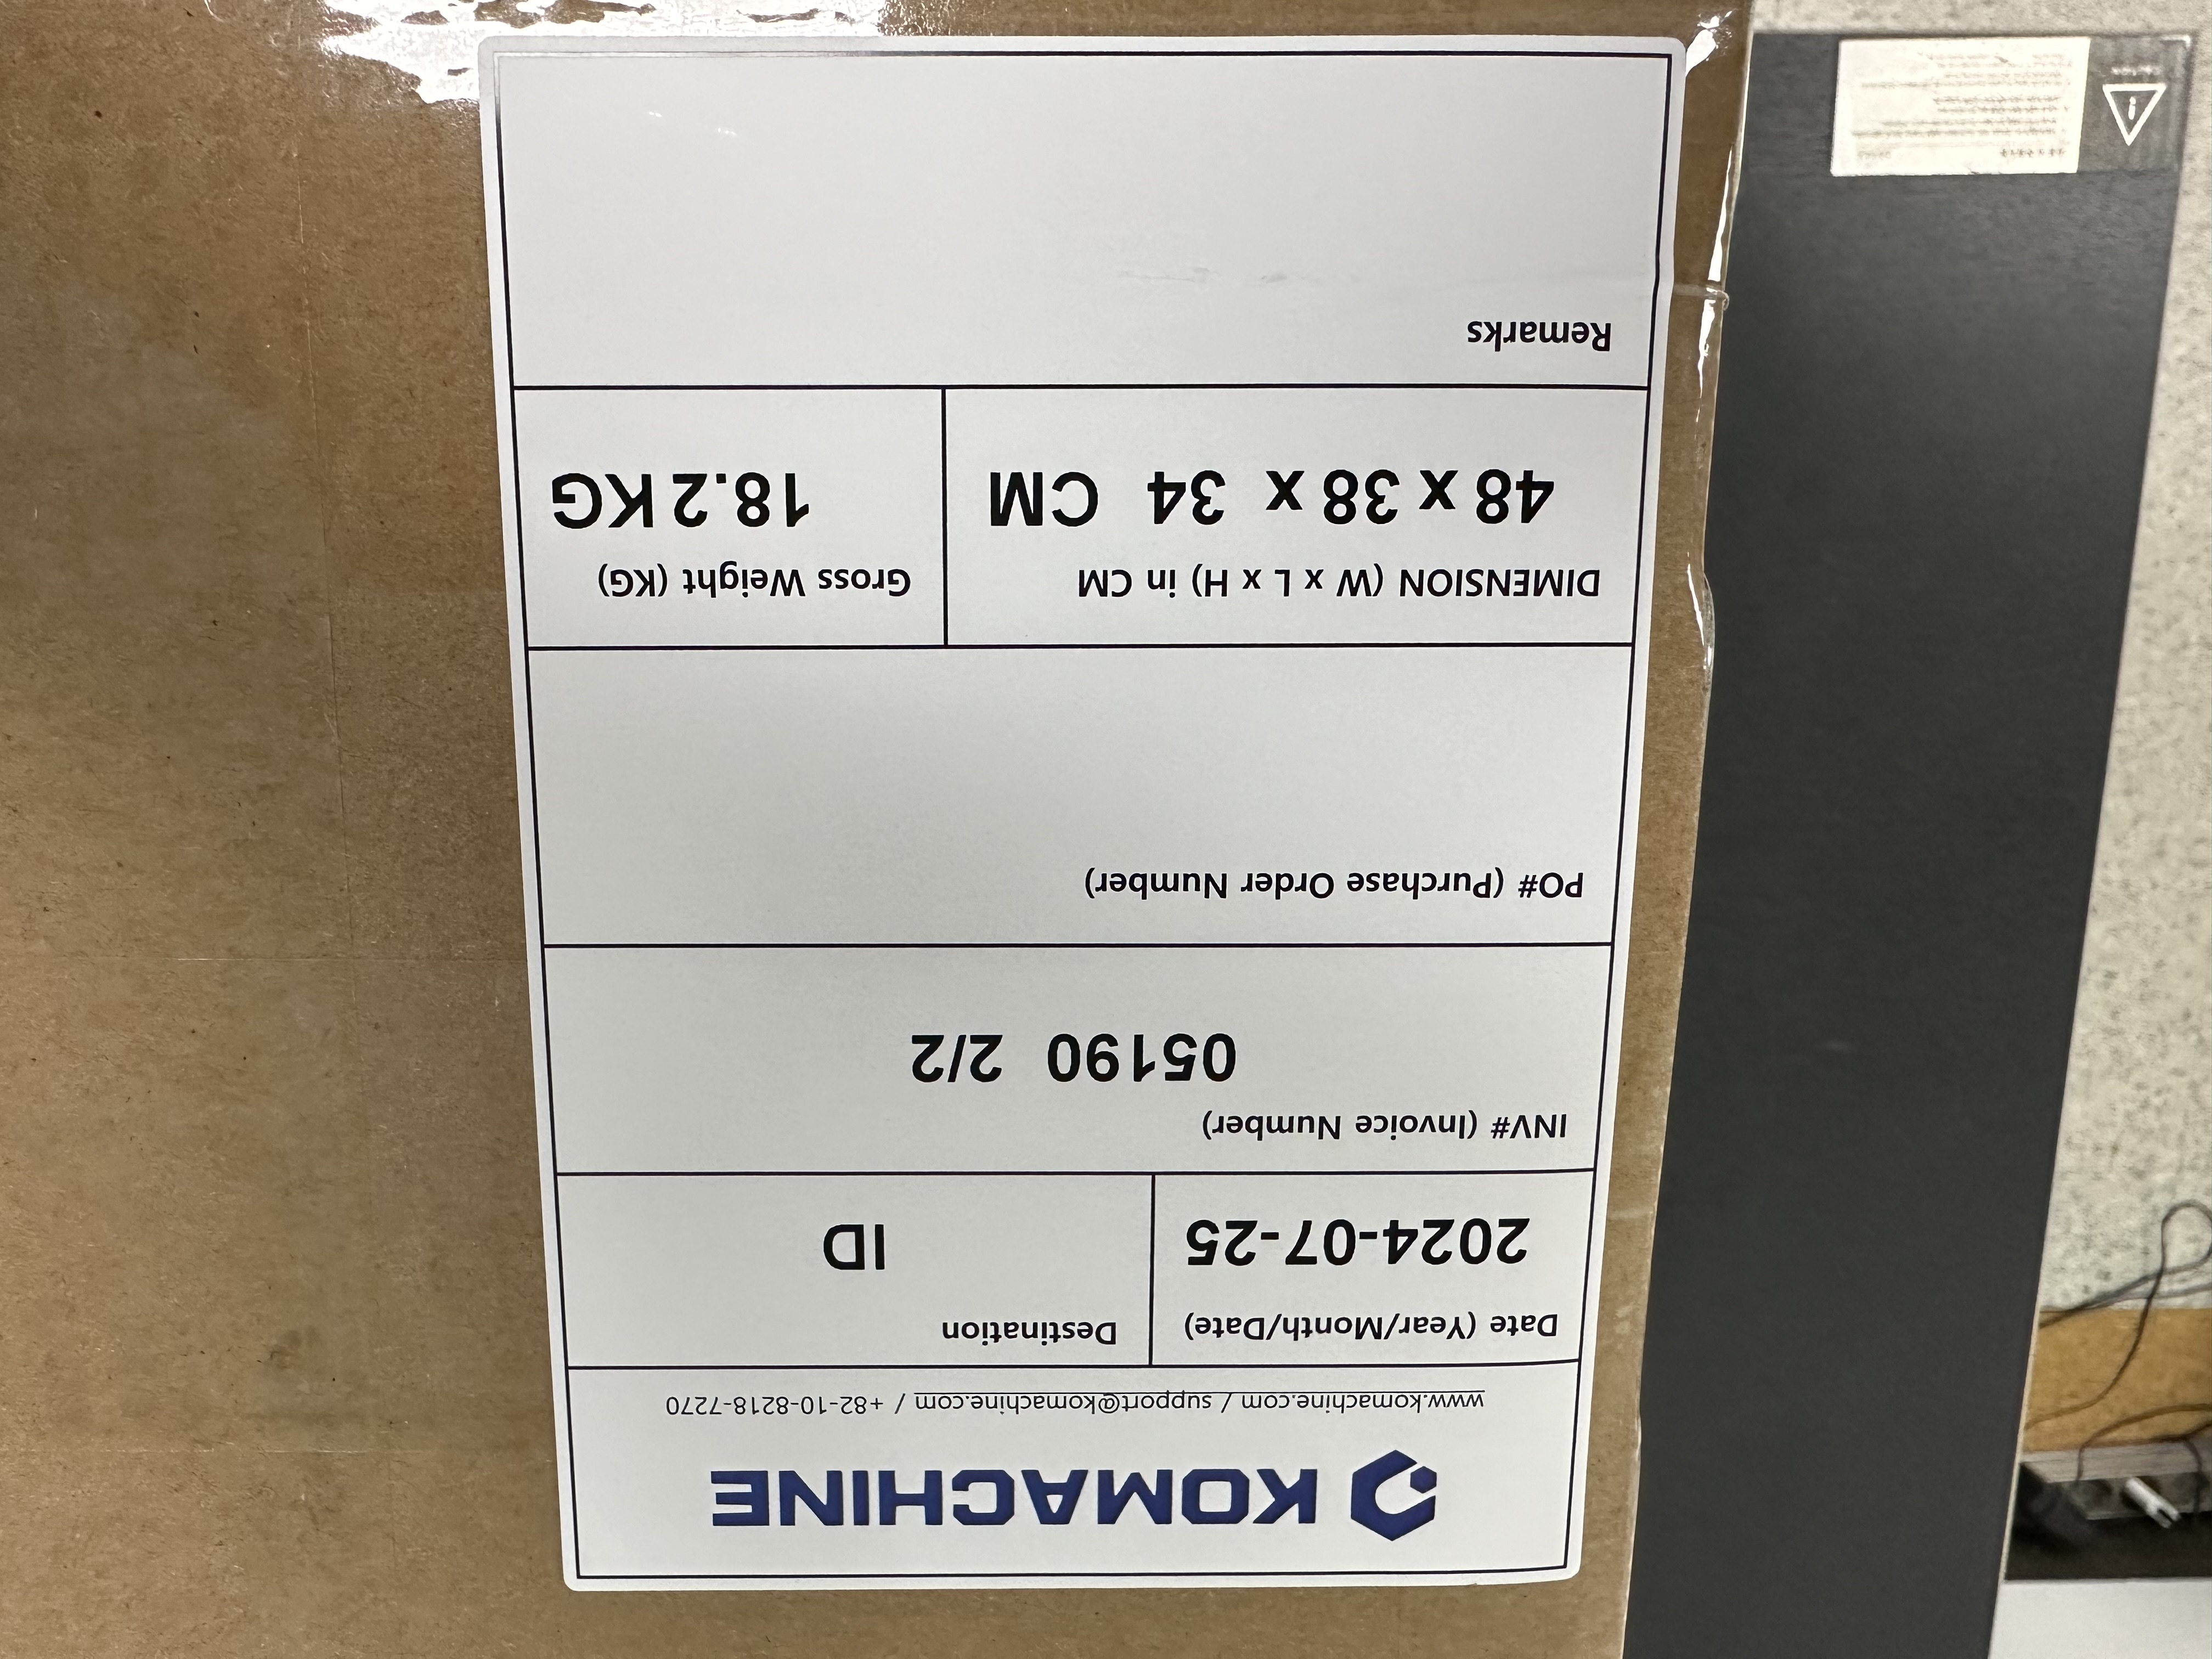 KOMACHINE
www.komachine.com / support@komachine.com / +82-10-8218-7270
Date (Year/Month/Date)
2024-07-25
Destination
ID
INV# (Invoice Number)
05190 2/2
PO# (Purchase Order Number)
DIMENSION (W x L x H) in CM
48 x 38 x 34 CM
Gross Weight (KG)
18.2 KG
Remarks